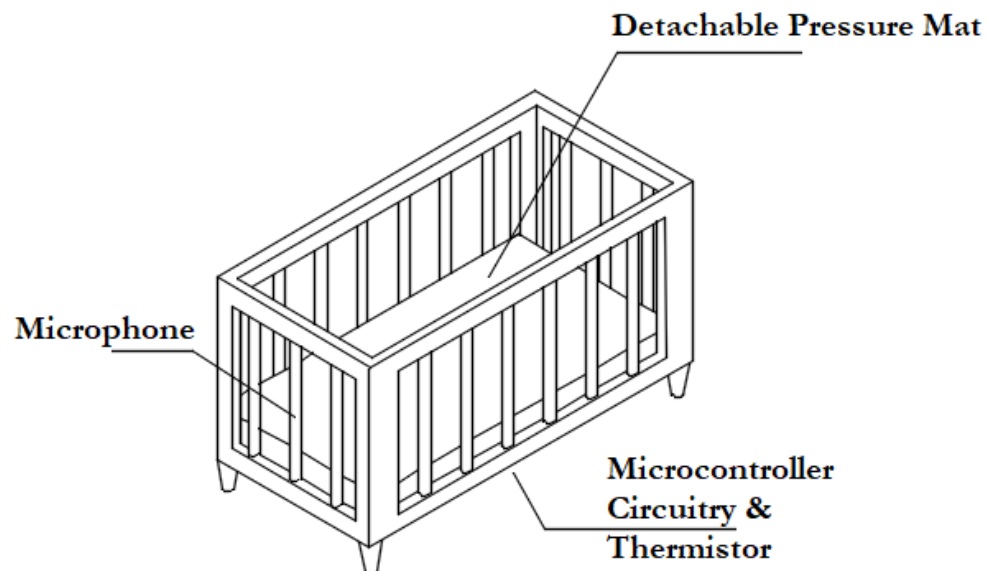 Detachable Pressure Mat
Microphone
Microcontroller
Circuitry &
Thermistor